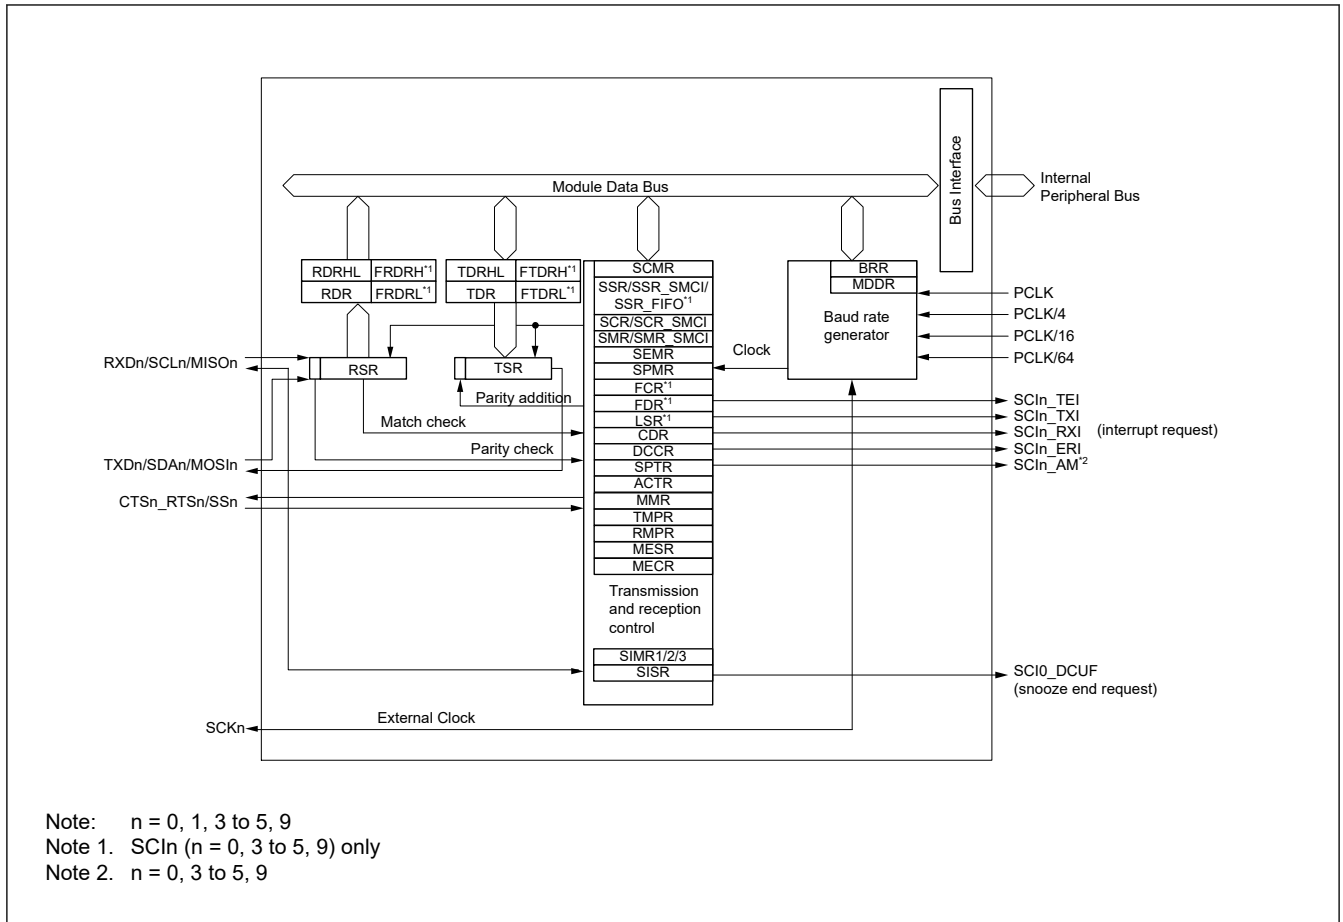 Bus Interface
Module Data Bus
Internal
Peripheral Bus
RDRHL
FRDRH*1
RDR
FRDRL*1
TDRHL
FTDRH*1
TDR
FTDRL*1
SCMR
SSR/SSR_SMCI/
SSR_FIFO*1
SCR/SCR_SMCI
SMR/SMR_SMCI
SEMR
SPMR
FCR*1
FDR*1
LSR*1
CDR
DCCR
SPTR
ACTR
MMR
TMPR
RMPR
MESR
MECR
Transmission
and reception
control
SIMR1/2/3
SISR
BRR
MDDR
Baud rate
generator
PCLK
PCLK/4
PCLK/16
PCLK/64
Clock
RXDn/SCLn/MISOn
RSR
TSR
Parity addition
Match check
Parity check
TXDn/SDAn/MOSIn
CTSn_RTSn/SSn
SCIn_TEI
SCIn_TXI
SCIn_RXI (interrupt request)
SCIn_ERI
SCIn_AM*2
SCI0_DCUF
(snooze end request)
SCKn
External Clock
Note: n = 0, 1, 3 to 5, 9
Note 1. SCIn (n = 0, 3 to 5, 9) only
Note 2. n = 0, 3 to 5, 9